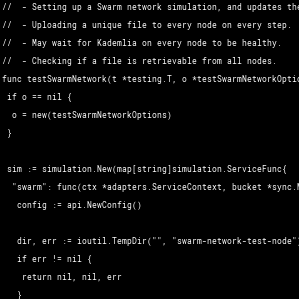 //  - Setting up a Swarm network simulation, and updates the
//  - Uploading a unique file to every node on every step.
//  - May wait for Kademlia on every node to be healthy.
//  - Checking if a file is retrievable from all nodes.
func testSwarmNetwork(t *testing.T, o *testSwarmNetworkOptio
if o == nil {
o = new(testSwarmNetworkOptions)
}
sim := simulation.New(map[string]simulation.ServiceFunc{
"swarm": func(ctx *adapters.ServiceContext, bucket *sync.M
config := api.NewConfig()
dir, err := ioutil.TempDir("", "swarm-network-test-node")
if err != nil {
return nil, nil, err
}